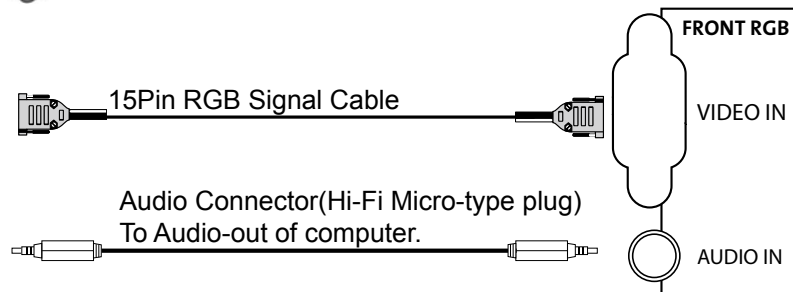 FRONT RGB
15Pin RGB Signal Cable
VIDEO IN
Audio Connector(Hi-Fi Micro-type plug)
To Audio-out of computer.
AUDIO IN